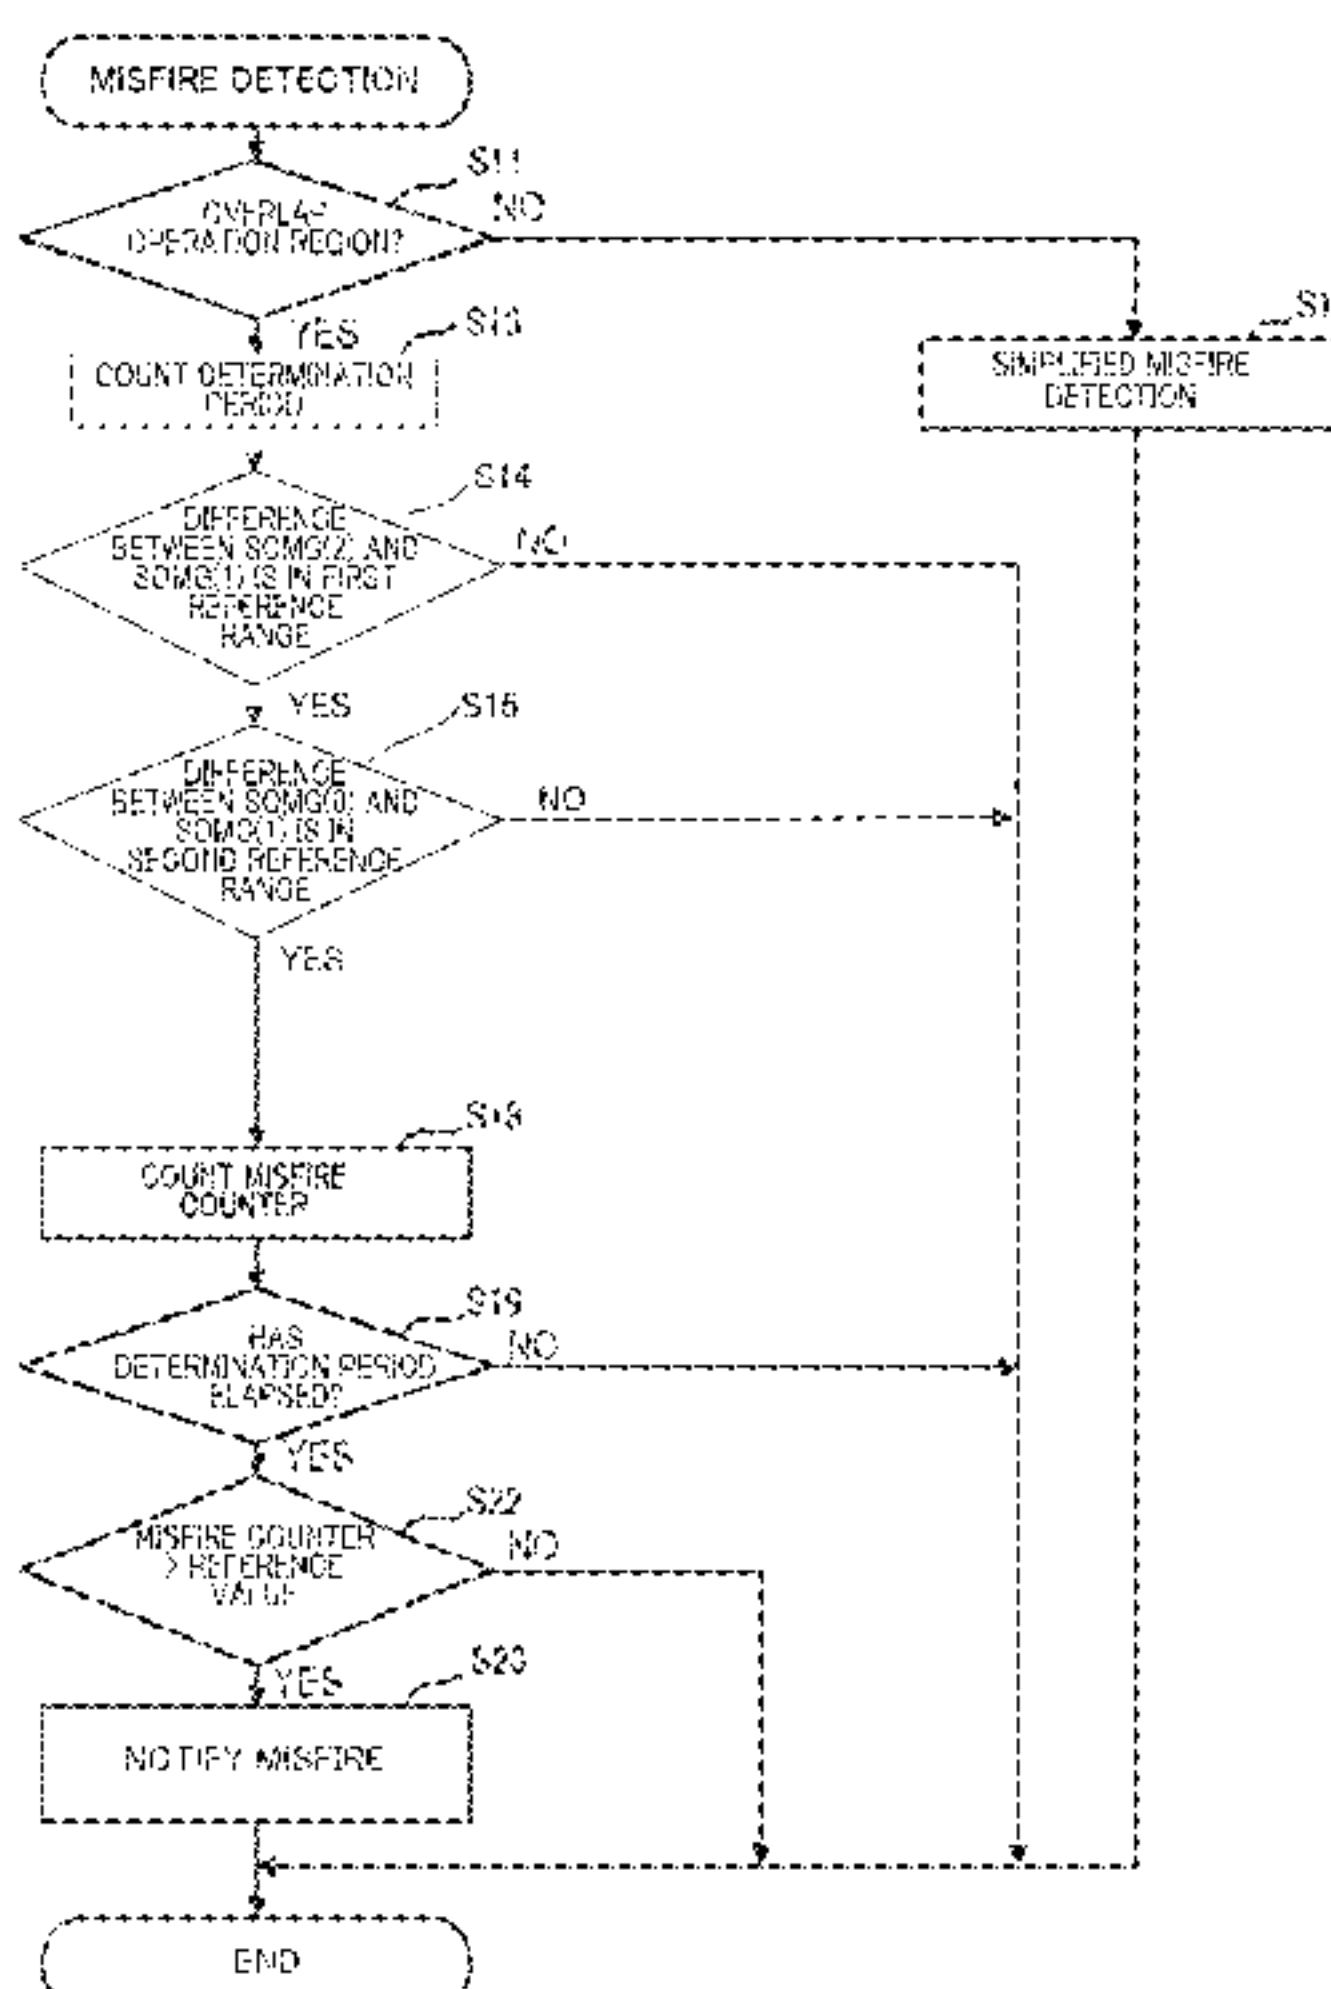 MISFIRE DETECTION
S11
OVERLAP
OPERATION REGION?
NO
YES
S13
COUNT DETERMINATION
PERIOD
SIMPLIFIED MISFIRE
DETECTION
S14
DIFFERENCE
BETWEEN SOMG(2) AND
SOMG(1) IS IN FIRST
REFERENCE
RANGE
NO
YES
S15
DIFFERENCE
BETWEEN SOMG(0) AND
SOMG(1) IS IN
SECOND REFERENCE
RANGE
NO
YES
S18
COUNT MISFIRE
COUNTER
S19
HAS
DETERMINATION PERIOD
ELAPSED?
NO
YES
S22
MISFIRE COUNTER
> REFERENCE
VALUE
NO
YES
S23
NOTIFY MISFIRE
END